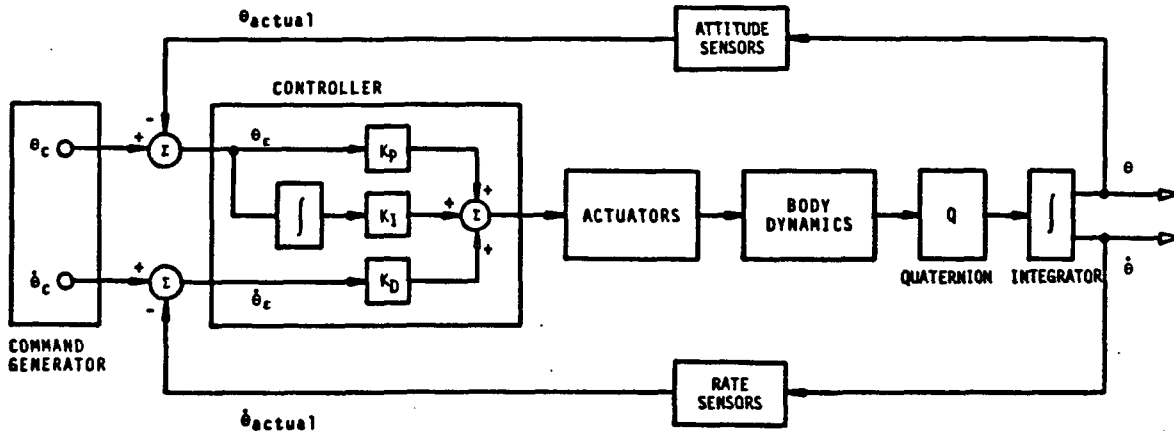 θactual
ATTITUDE
SENSORS
CONTROLLER
-
+
θc
Σ
θε
Kp
+
θ
∫
KI
+
Σ
ACTUATORS
BODY
DYNAMICS
Q
∫
+
QUATERNION
INTEGRATOR
θ̇c
+
Σ
-
θ̇ε
KD
θ̇
COMMAND
GENERATOR
RATE
SENSORS
θ̇actual